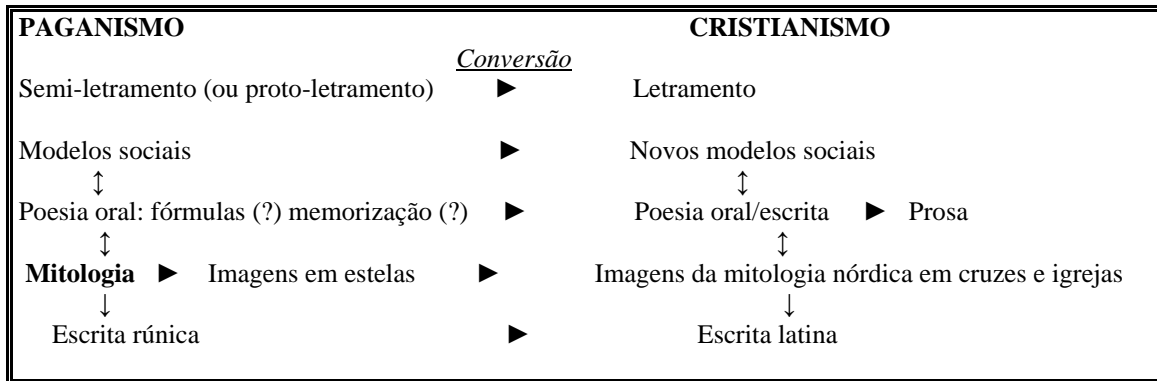 PAGANISMO CRISTIANISMO
Conversão
Semi-letramento (ou proto-letramento) ► Letramento
Modelos sociais ► Novos modelos sociais
↕ ↕
Poesia oral: fórmulas (?) memorização (?) ► Poesia oral/escrita ► Prosa
↕ ↕
Mitologia ► Imagens em estelas ► Imagens da mitologia nórdica em cruzes e igrejas
↓ ↓
Escrita rúnica ► Escrita latina